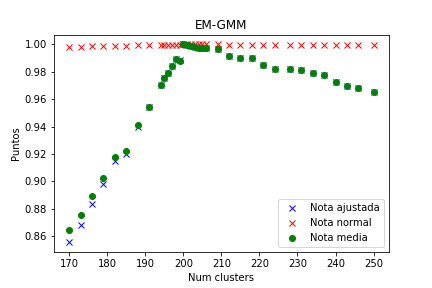 EM-GMM
1.00
0.98
0.96
0.94
0.92
0.90
0.88
0.86
Puntos
170 180 190 200 210 220 230 240 250
Num clusters
Nota ajustada
Nota normal
Nota media